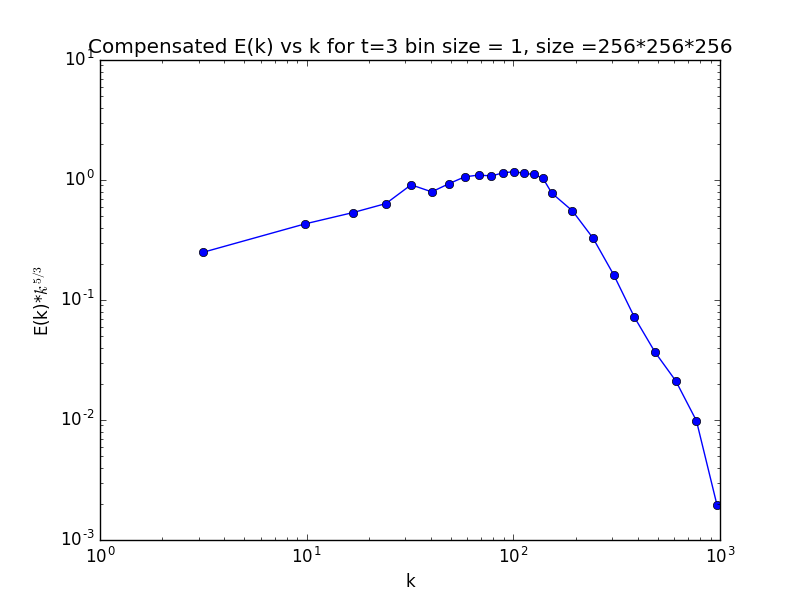 Compensated E(k) vs k for t=3 bin size = 1, size =256*256*256
10^1
10^0
10^-1
10^-2
10^-3
E(k)*k^5/3
10^0 10^1 10^2 10^3
k